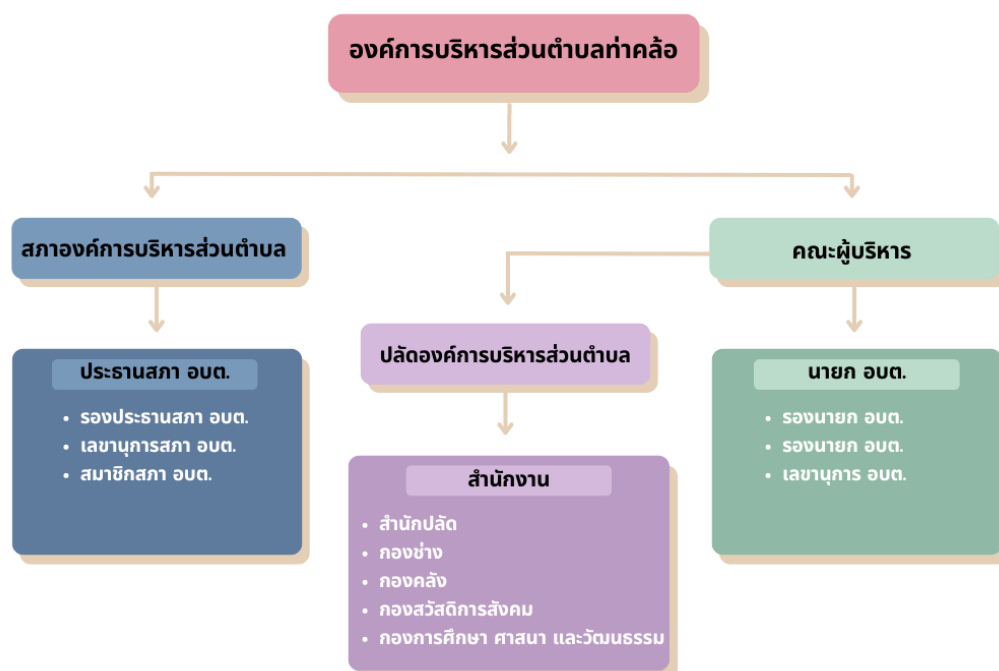 องค์การบริหารส่วนตำบลท่าคล้อ
สภาองค์การบริหารส่วนตำบล
คณะผู้บริหาร
ปลัดองค์การบริหารส่วนตำบล
ประธานสภา อบต.
• รองประธานสภา อบต.
• เลขานุการสภา อบต.
• สมาชิกสภา อบต.
สำนักงาน
• สำนักปลัด
• กองช่าง
• กองคลัง
• กองสวัสดิการสังคม
• กองการศึกษา ศาสนา และวัฒนธรรม
นายก อบต.
• รองนายก อบต.
• รองนายก อบต.
• เลขานุการ อบต.